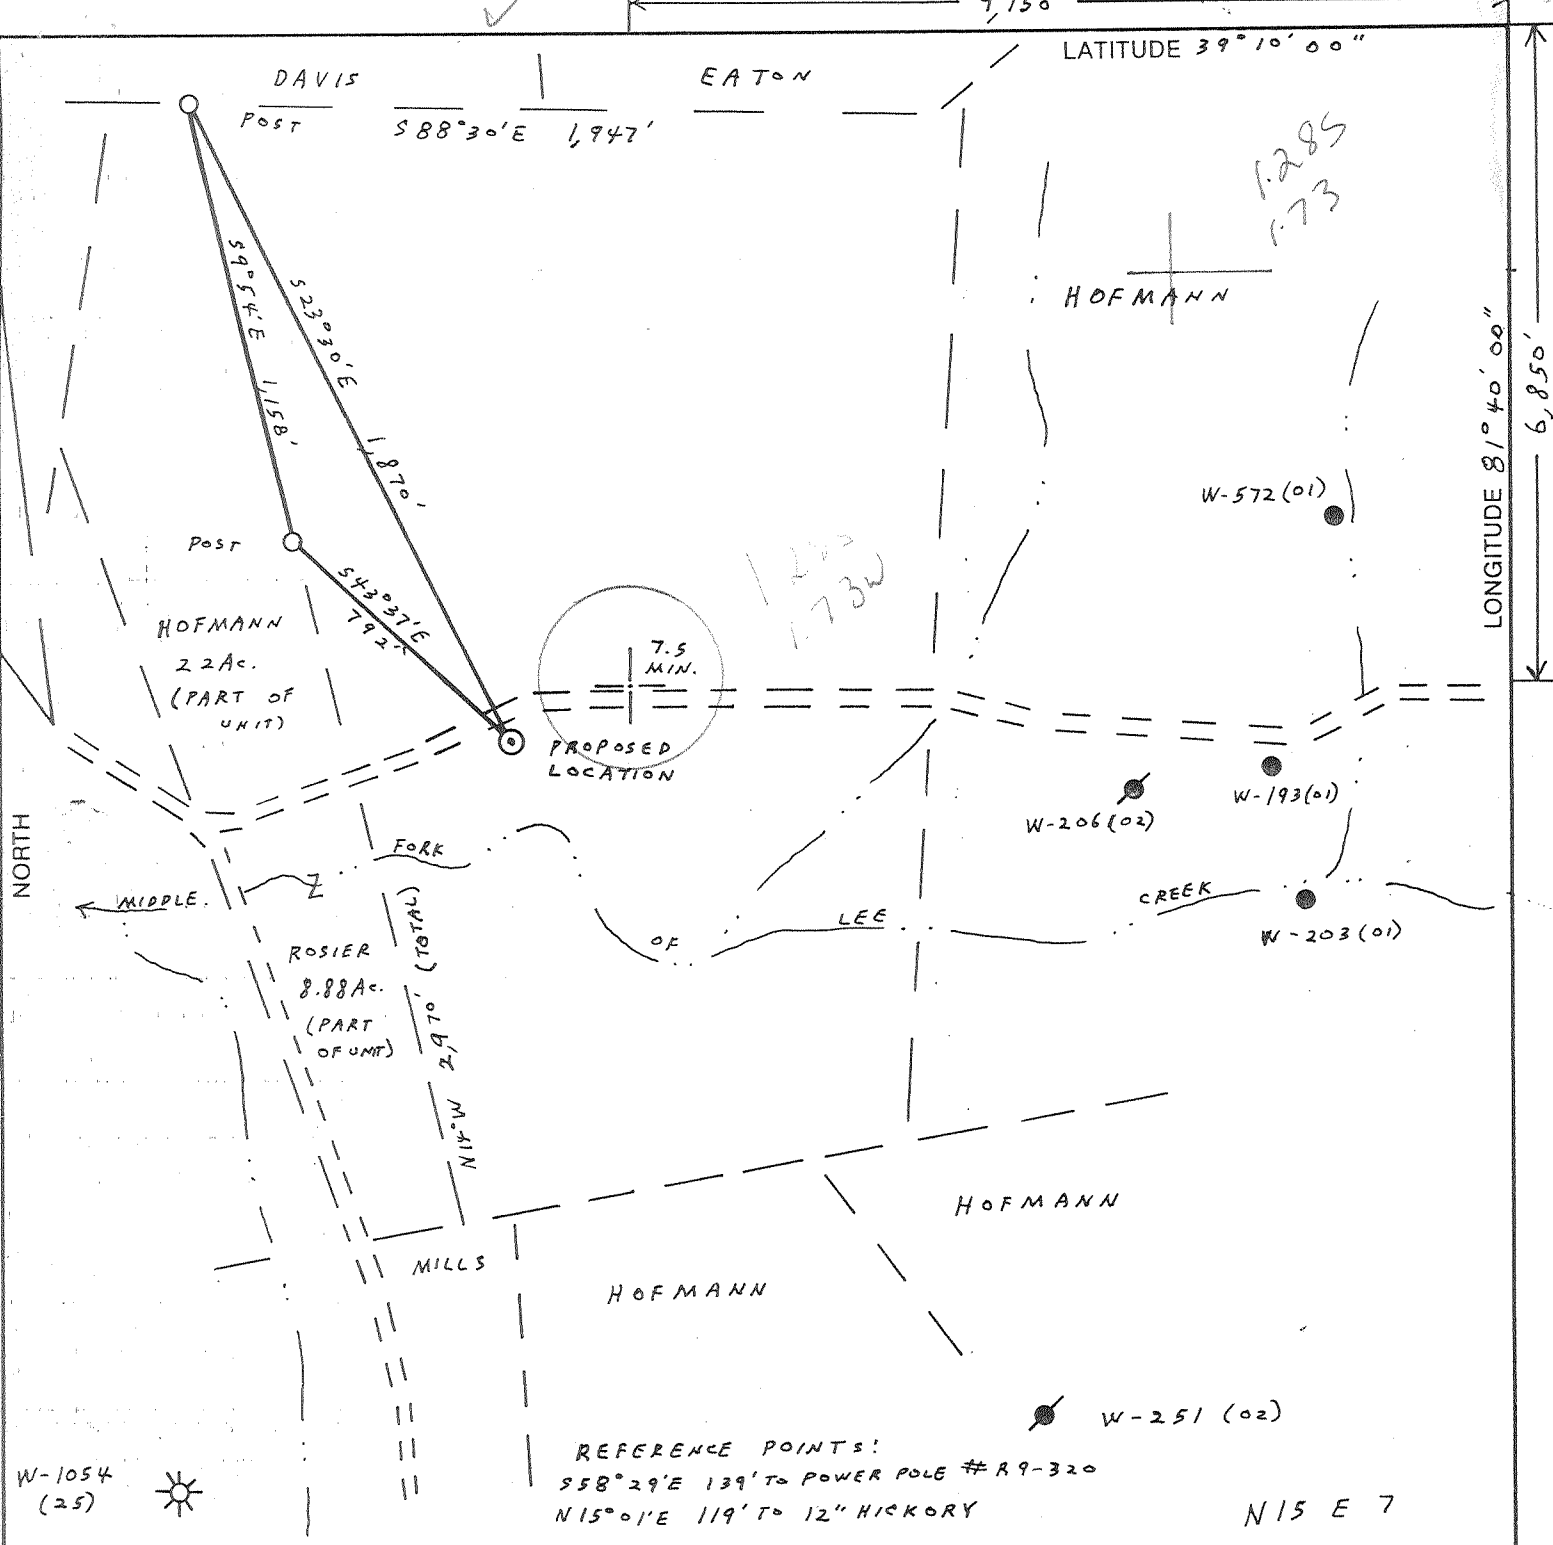 LATITUDE 39°10'00"
DAVIS
EATON
POST
S88°30'E 1,947'
1.285
1.73
S9°54'E 1,158'
S23°30'E 1,870'
HOFMANN
LONGITUDE 81°40'00"
6,850'
W-572(01)
POST
S43°37'E
792'
HOFMANN
22Ac.
(PART OF
UNIT)
1.73W
7.5
MIN.
PROPOSED
LOCATION
W-193(01)
W-206(02)
NORTH
FORK
MIDDLE
CREEK
LEE
OF
W-203(01)
ROSIER
8.88Ac.
(PART
OF UNIT)
N14°W 2,970' (TOTAL)
HOFMANN
MILLS
HOFMANN
W-251 (02)
REFERENCE POINTS:
S58°29'E 139' TO POWER POLE # R9-320
N15°01'E 119' TO 12" HICKORY
W-1054
(25)
N15 E 7